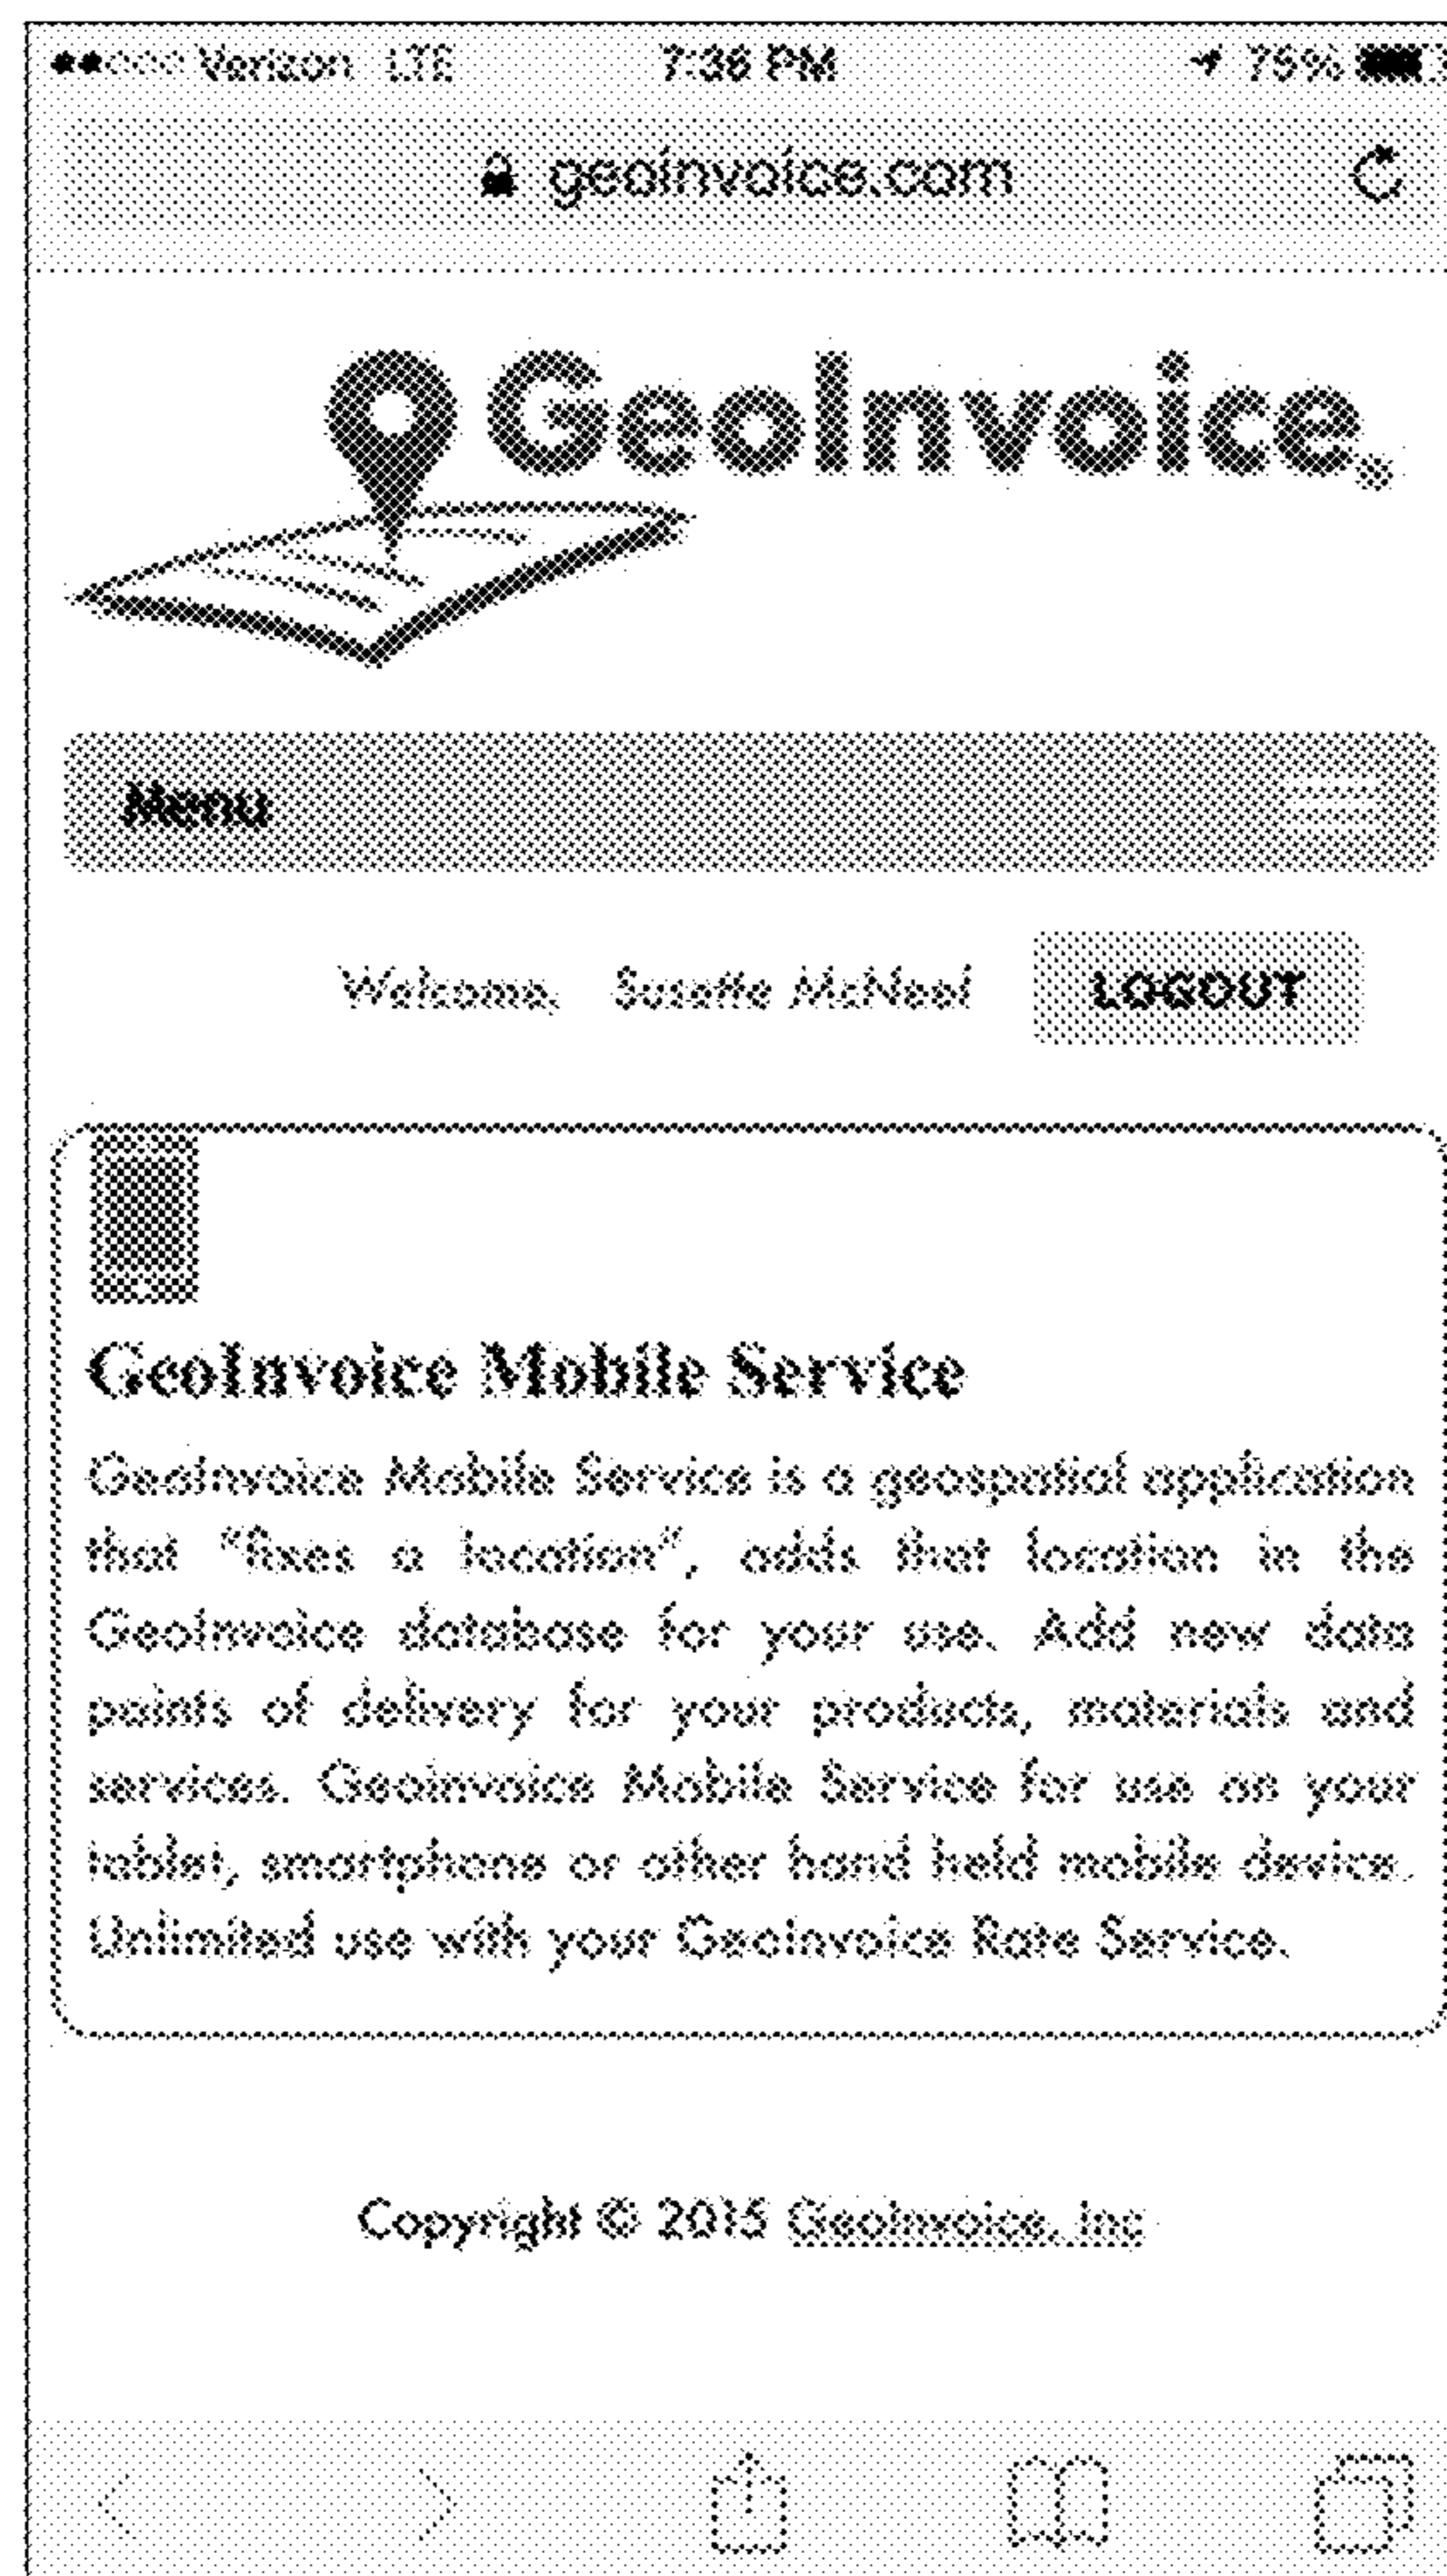 Verizon LTE 7:36 PM 75%
geoinvoice.com
GeoInvoice
Menu
Welcome, Susette McNeel LOGOUT
GeoInvoice Mobile Service
GeoInvoice Mobile Service is a geospatial application
that "fixes a location", adds that location in the
GeoInvoice database for your use. Add new data
points of delivery for your products, materials and
services. Geoinvoice Mobile Service for use on your
tablet, smartphone or other hand held mobile device.
Unlimited use with your GeoInvoice Rate Service.
Copyright © 2015 GeoInvoice, Inc